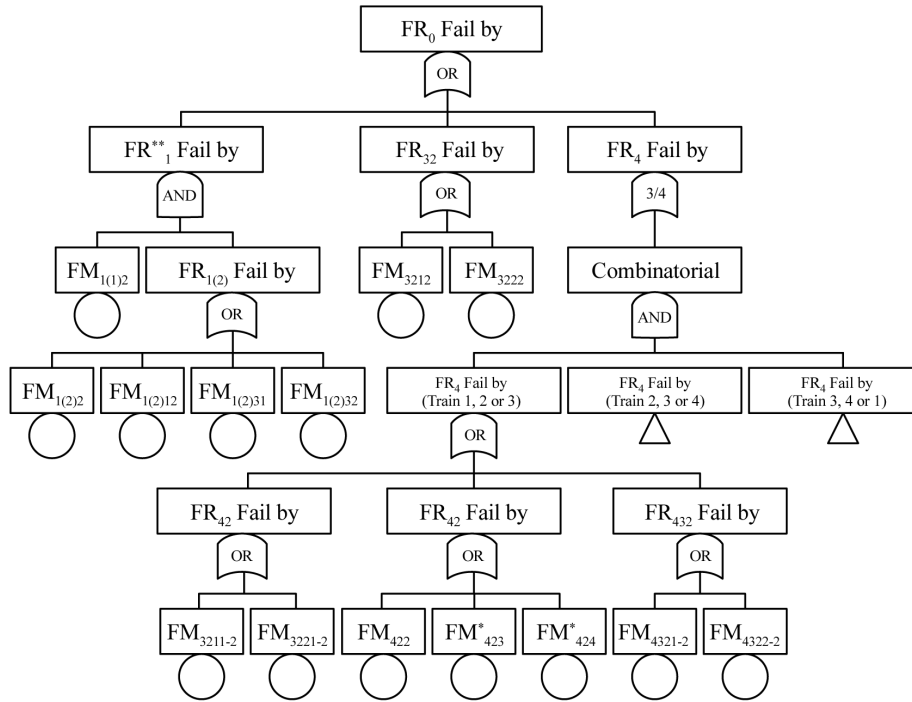 FR0 Fail by
OR
FR**1 Fail by
FR32 Fail by
FR4 Fail by
AND
OR
3/4
FM1(1)2
FR1(2) Fail by
FM3212
FM3222
Combinatorial
OR
AND
FM1(2)2
FM1(2)12
FM1(2)31
FM1(2)32
FR4 Fail by
(Train 1, 2 or 3)
FR4 Fail by
(Train 2, 3 or 4)
FR4 Fail by
(Train 3, 4 or 1)
OR
FR42 Fail by
FR42 Fail by
FR432 Fail by
OR
OR
OR
FM3211-2
FM3221-2
FM422
FM*423
FM*424
FM4321-2
FM4322-2